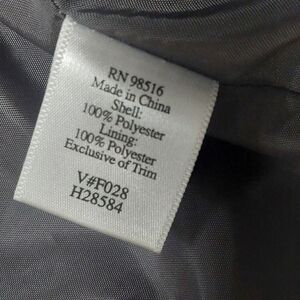 RN 98516
Made in China
Shell:
100% Polyester
Lining:
100% Polyester
Exclusive of Trim
V#F028
H28584